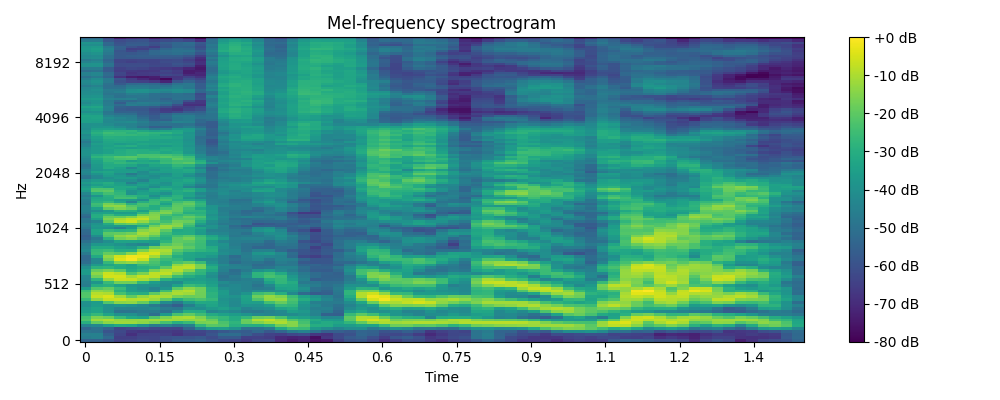 Mel-frequency spectrogram
Hz
8192
4096
2048
1024
512
0
0 0.15 0.3 0.45 0.6 0.75 0.9 1.1 1.2 1.4
Time
+0 dB
-10 dB
-20 dB
-30 dB
-40 dB
-50 dB
-60 dB
-70 dB
-80 dB